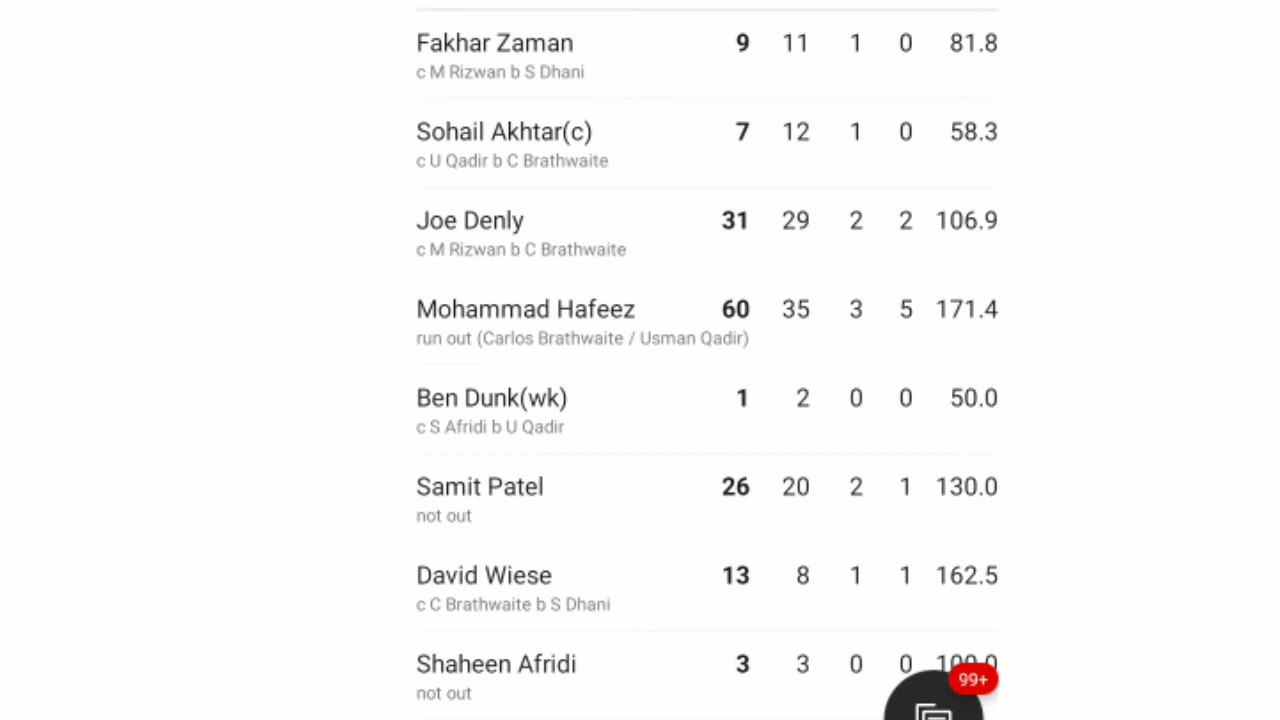 Fakhar Zaman 9 11 1 0 81.8
c M Rizwan b S Dhani
Sohail Akhtar(c) 7 12 1 0 58.3
c U Qadir b C Brathwaite
Joe Denly 31 29 2 2 106.9
c M Rizwan b C Brathwaite
Mohammad Hafeez 60 35 3 5 171.4
run out (Carlos Brathwaite / Usman Qadir)
Ben Dunk(wk) 1 2 0 0 50.0
c S Afridi b U Qadir
Samit Patel 26 20 2 1 130.0
not out
David Wiese 13 8 1 1 162.5
c C Brathwaite b S Dhani
Shaheen Afridi 3 3 0 0 100.0
99+
not out